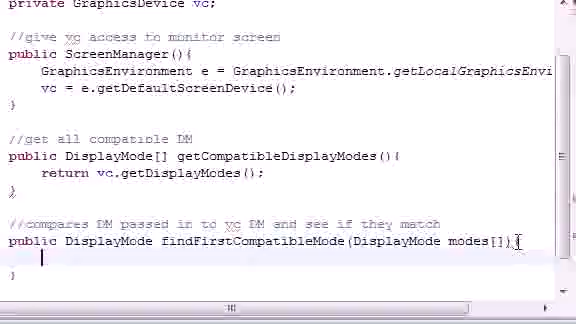 private GraphicsDevice vc;
//give vc access to monitor screen
public ScreenManager(){
GraphicsEnvironment e = GraphicsEnvironment.getLocalGraphicsEnvi
vc = e.getDefaultScreenDevice();
}
//get all compatible DM
public DisplayMode[] getCompatibleDisplayModes(){
return vc.getDisplayModes();
}
//compares DM passed in to vc DM and see if they match
public DisplayMode findFirstCompatibleMode(DisplayMode modes[]){
}